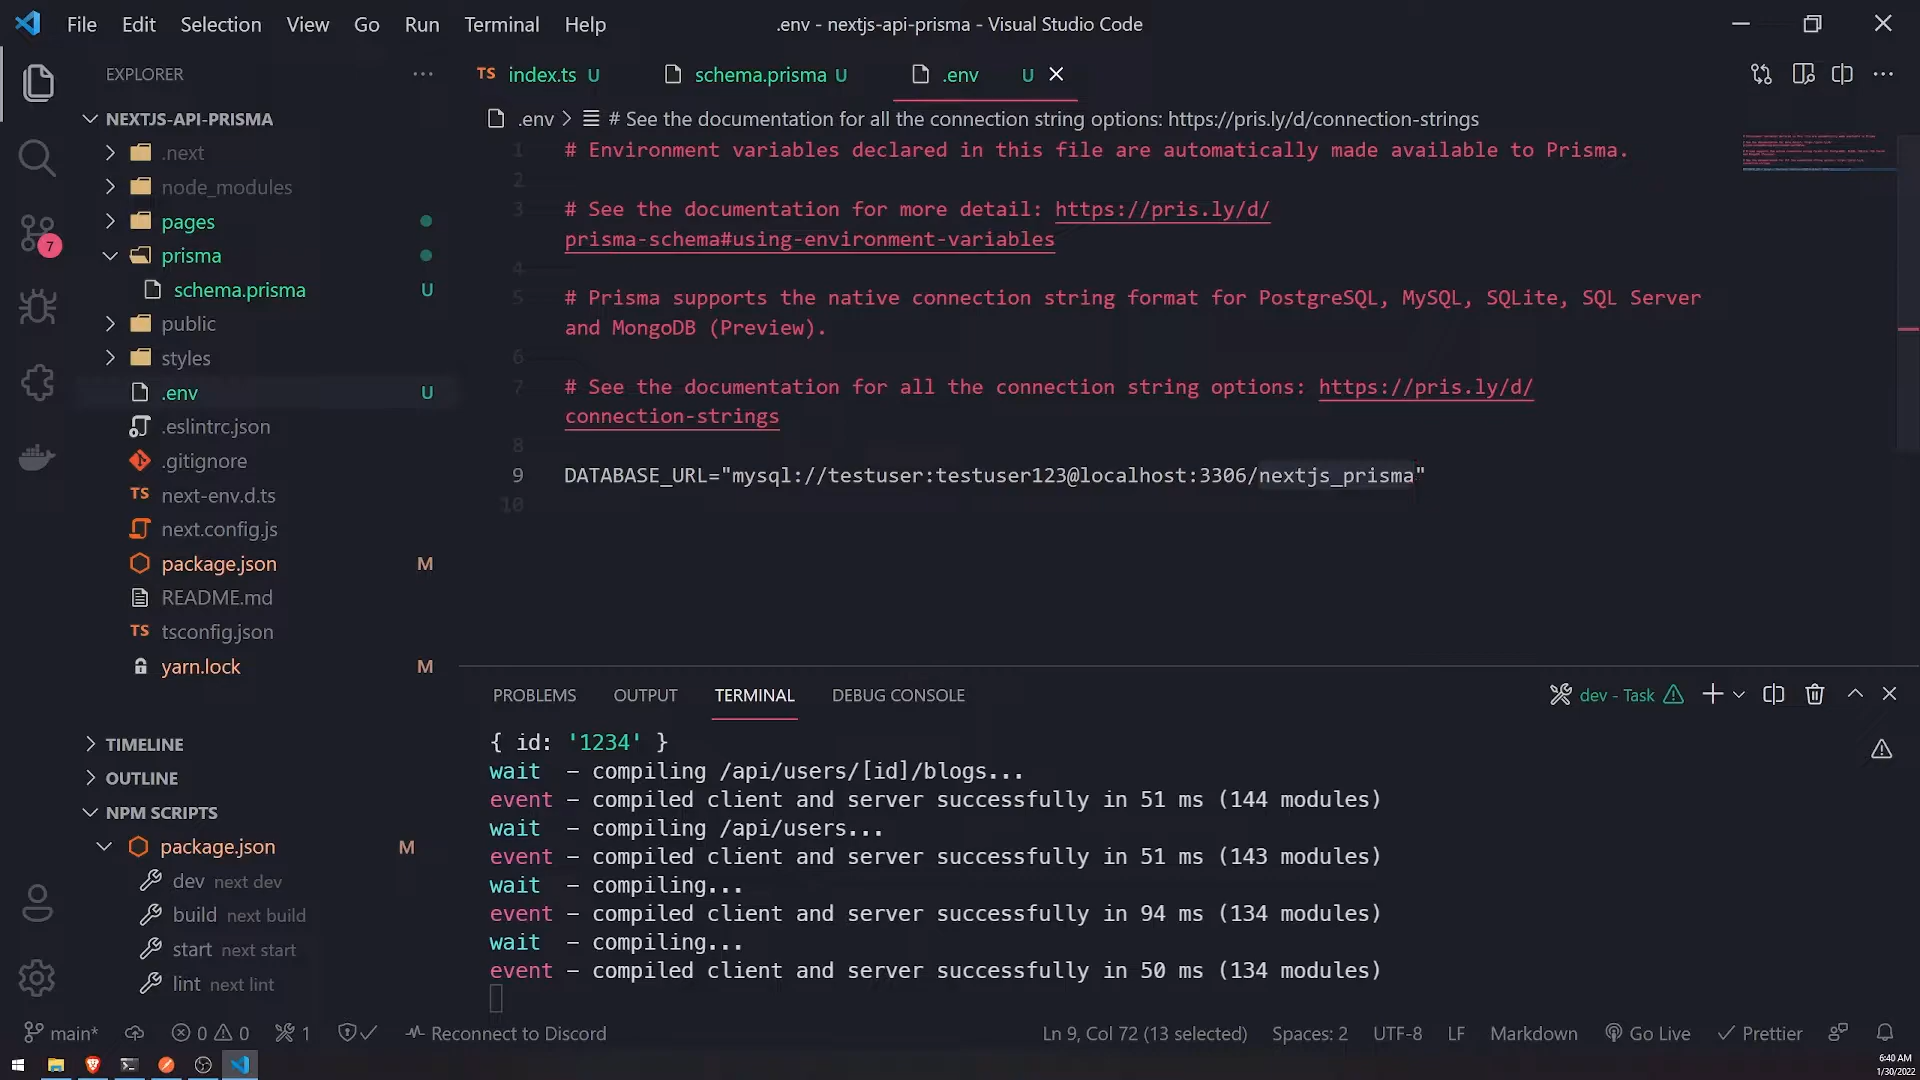 File Edit Selection View Go Run Terminal Help .env - nextjs-api-prisma - Visual Studio Code
EXPLORER ...
NEXTJS-API-PRISMA
.next
node_modules
pages
prisma
schema.prisma U
public
styles
.env U
.eslintrc.json
.gitignore
TS next-env.d.ts
next.config.js
package.json M
README.md
TS tsconfig.json
yarn.lock M
TIMELINE
OUTLINE
NPM SCRIPTS
package.json M
dev next dev
build next build
start next start
lint next lint
7
TS index.ts U schema.prisma U .env U
.env > # See the documentation for all the connection string options: https://pris.ly/d/connection-strings
1 # Environment variables declared in this file are automatically made available to Prisma.
2
3 # See the documentation for more detail: https://pris.ly/d/
prisma-schema#using-environment-variables
4
5 # Prisma supports the native connection string format for PostgreSQL, MySQL, SQLite, SQL Server
and MongoDB (Preview).
6
7 # See the documentation for all the connection string options: https://pris.ly/d/
connection-strings
8
9 DATABASE_URL="mysql://testuser:testuser123@localhost:3306/nextjs_prisma"
10
PROBLEMS OUTPUT TERMINAL DEBUG CONSOLE dev - Task
{ id: '1234' }
wait – compiling /api/users/[id]/blogs...
event – compiled client and server successfully in 51 ms (144 modules)
wait – compiling /api/users...
event – compiled client and server successfully in 51 ms (143 modules)
wait – compiling...
event – compiled client and server successfully in 94 ms (134 modules)
wait – compiling...
event – compiled client and server successfully in 50 ms (134 modules)
main* 0 0 1 Reconnect to Discord Ln 9, Col 72 (13 selected) Spaces: 2 UTF-8 LF Markdown Go Live Prettier
6:40 AM
1/30/2022